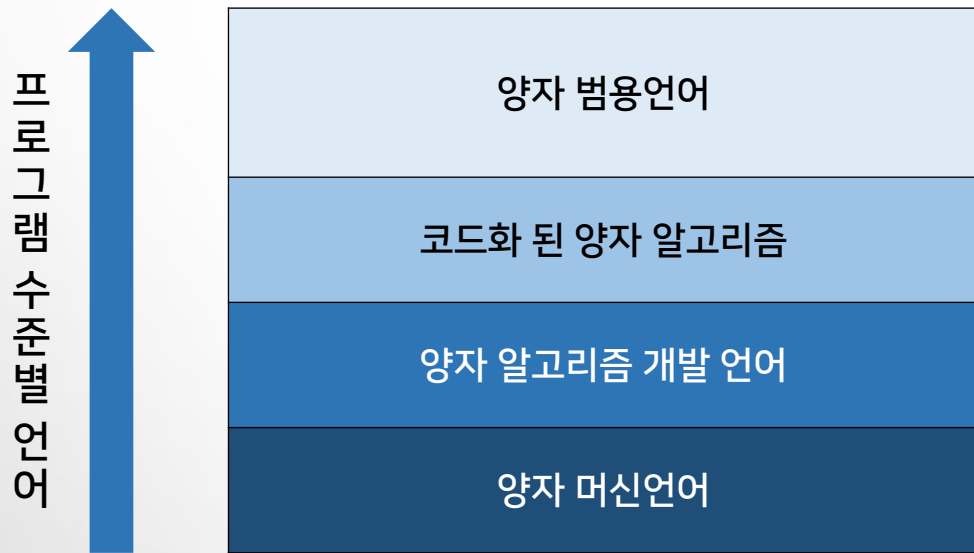 프로그램 수준별 언어
양자 범용언어
코드화 된 양자 알고리즘
양자 알고리즘 개발 언어
양자 머신언어